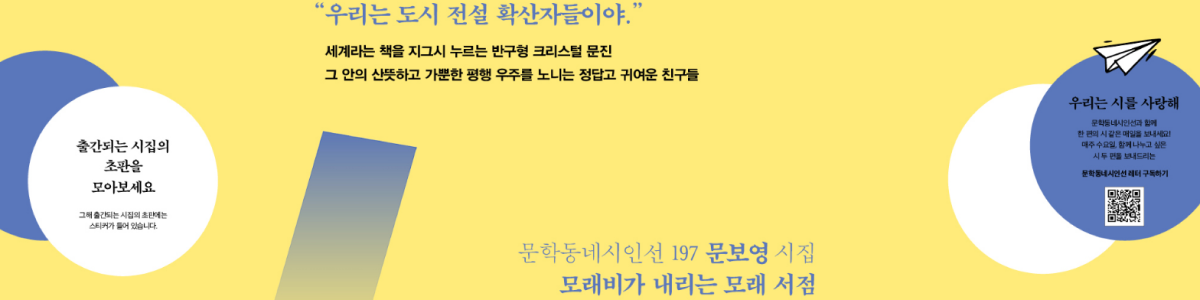 “우리는 도시 전설 확산자들이야.”
세계라는 책을 지그시 누르는 반구형 크리스털 문진
그 안의 산뜻하고 가뿐한 평행 우주를 노니는 정답고 귀여운 친구들
출간되는 시집의
초판을
모아보세요
그해 출간되는 시집의 초판에는
스티커가 들어 있습니다.
우리는 시를 사랑해
문학동네시인선과 함께
한 편의 시 같은 매일을 보내세요!
매주 수요일, 함께 나누고 싶은
시 두 편을 보내드리는
문학동네시인선 레터 구독하기
문학동네시인선 197 문보영 시집
모래비가 내리는 모래 서점